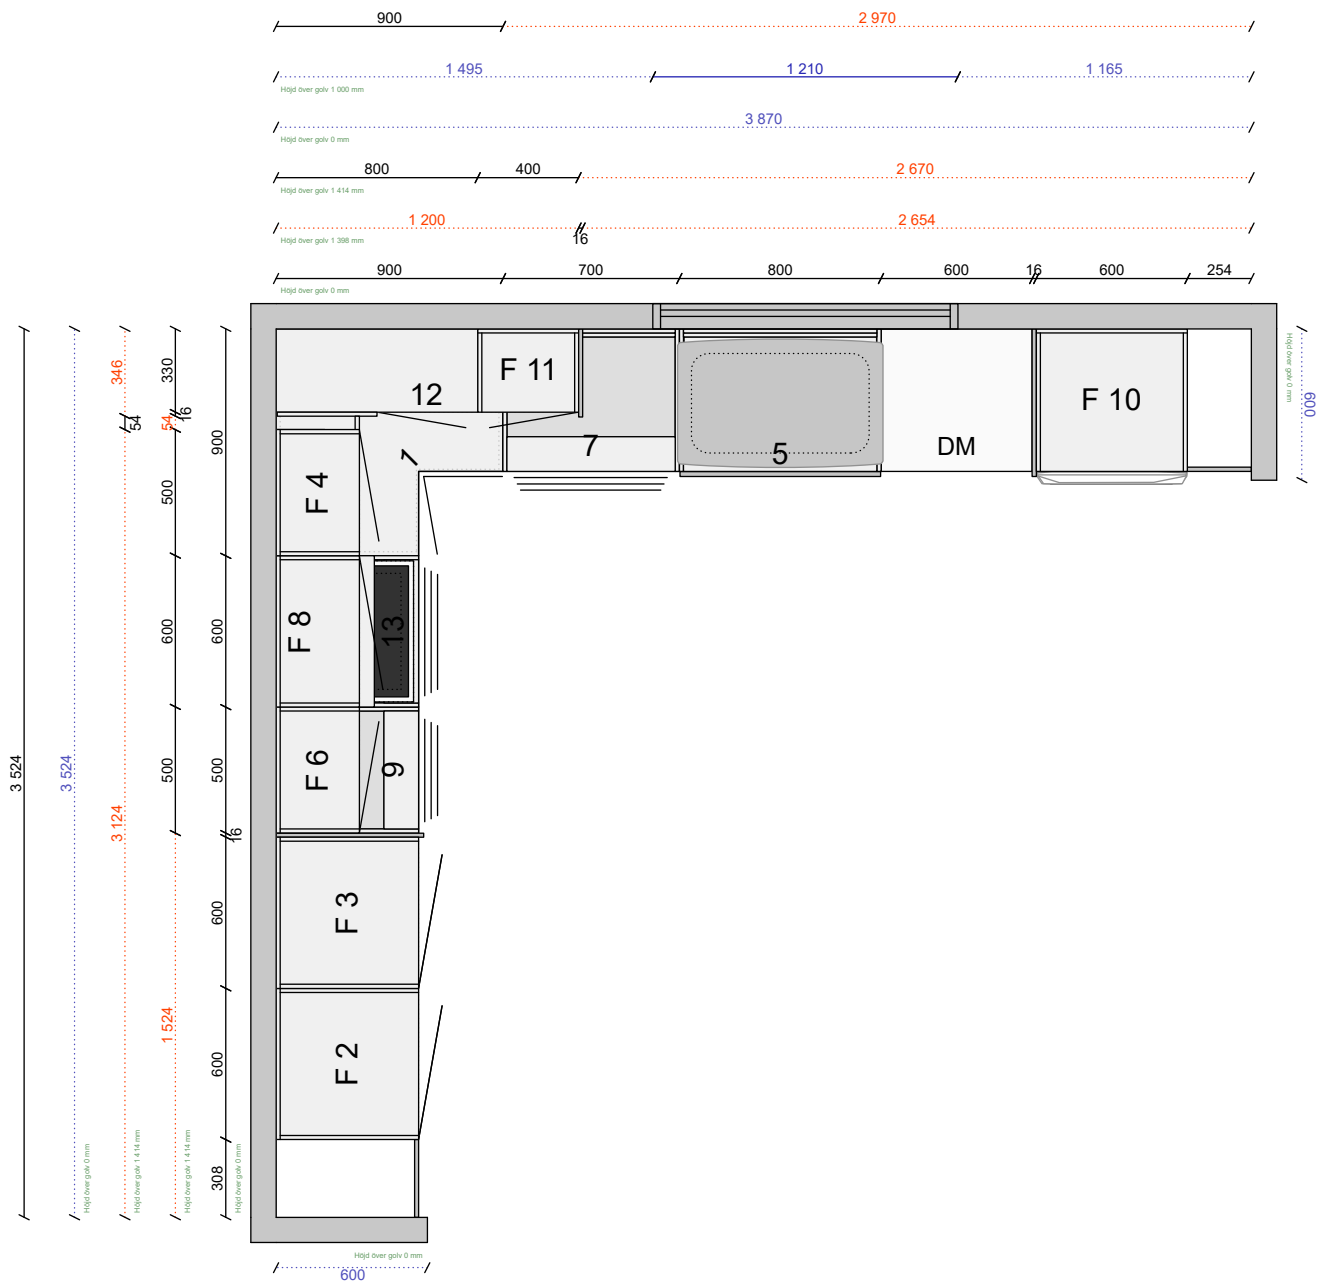 900
2 970
1 495
1 210
1 165
Höjd över golv 1 000 mm
3 870
Höjd över golv 0 mm
800
400
2 670
Höjd över golv 1 414 mm
1 200
16
2 654
Höjd över golv 1 398 mm
900
700
800
600
16
600
254
Höjd över golv 0 mm
3 524
3 524
346
54
3 124
330
16
54
500
600
500
1 524
900
600
500
16
600
600
308
Höjd över golv 0 mm
Höjd över golv 1 414 mm
Höjd över golv 1 414 mm
Höjd över golv 0 mm
12
F 11
7
5
DM
F 10
1
F 4
F 8
13
F 6
9
F 3
F 2
Höjd över golv 0 mm
600
Höjd över golv 0 mm
600